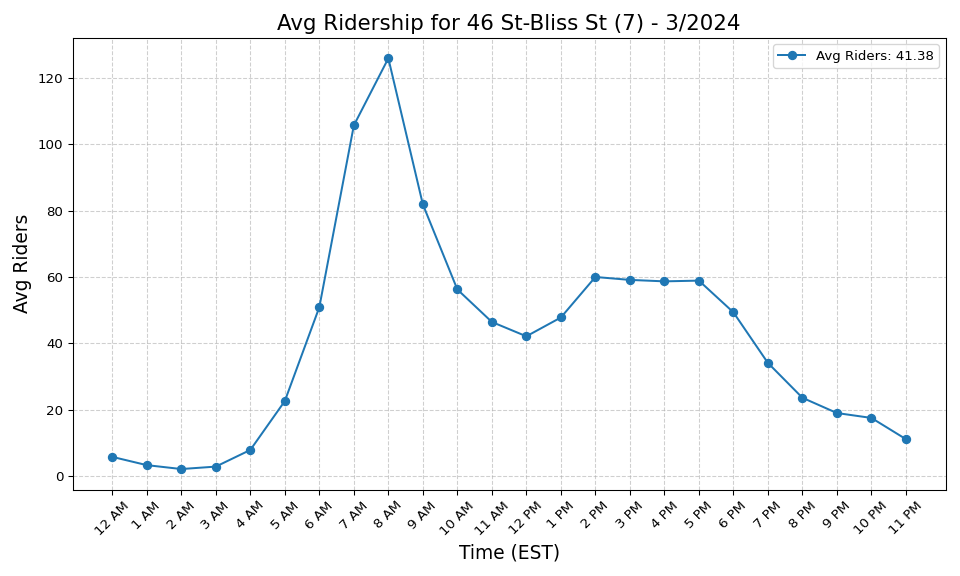 Avg Ridership for 46 St-Bliss St (7) - 3/2024
Avg Riders: 41.38
Avg Riders
120
100
80
60
40
20
0
12 AM
1 AM
2 AM
3 AM
4 AM
5 AM
6 AM
7 AM
8 AM
9 AM
10 AM
11 AM
12 PM
1 PM
2 PM
3 PM
4 PM
5 PM
6 PM
7 PM
8 PM
9 PM
10 PM
11 PM
Time (EST)